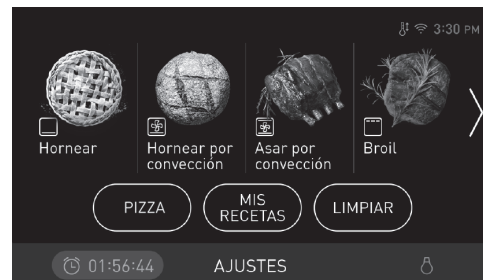 3:30 PM
Hornear
Hornear por
convección
Asar por
convección
Broil
PIZZA
MIS
RECETAS
LIMPIAR
01:56:44
AJUSTES